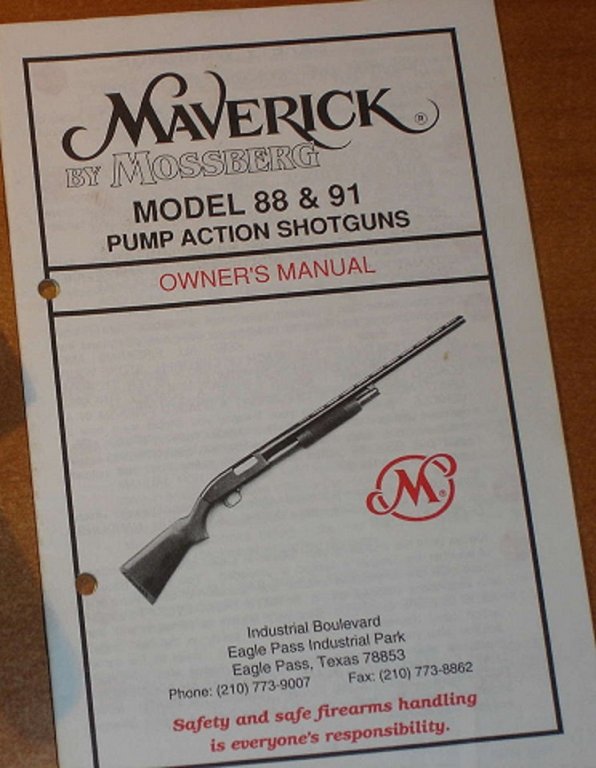 MAVERICK ®
BY MOSSBERG
MODEL 88 & 91
PUMP ACTION SHOTGUNS
OWNER'S MANUAL
M ®
Industrial Boulevard
Eagle Pass Industrial Park
Eagle Pass, Texas 78853
Phone: (210) 773-9007 Fax: (210) 773-8862
Safety and safe firearms handling
is everyone's responsibility.